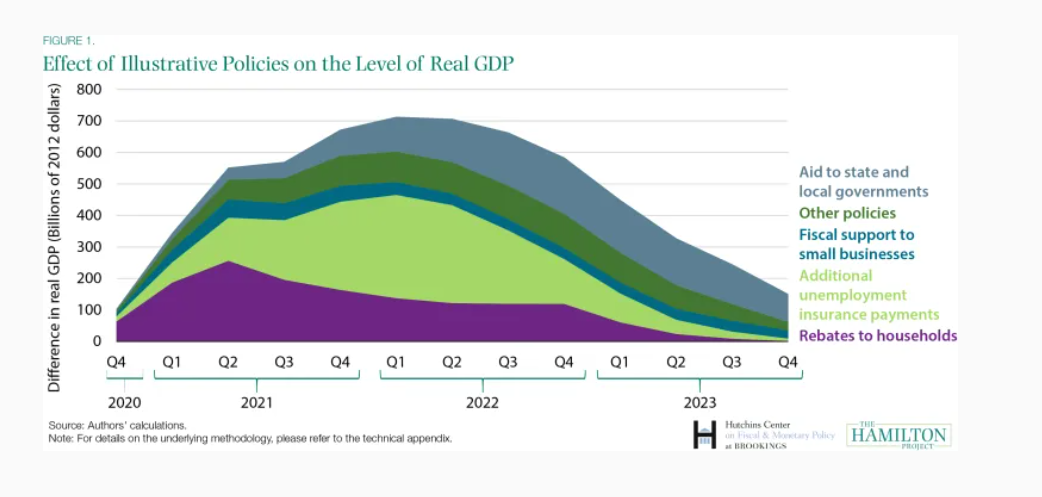 FIGURE 1.
Effect of Illustrative Policies on the Level of Real GDP
Difference in real GDP (Billions of 2012 dollars)
800
700
600
500
400
300
200
100
0
Aid to state and
local governments
Other policies
Fiscal support to
small businesses
Additional
unemployment
insurance payments
Rebates to households
Q4 Q1 Q2 Q3 Q4 Q1 Q2 Q3 Q4 Q1 Q2 Q3 Q4
2020 2021 2022 2023
Source: Authors' calculations.
Note: For details on the underlying methodology, please refer to the technical appendix.
H
Hutchins Center
on Fiscal & Monetary Policy
at BROOKINGS
THE
HAMILTON
PROJECT